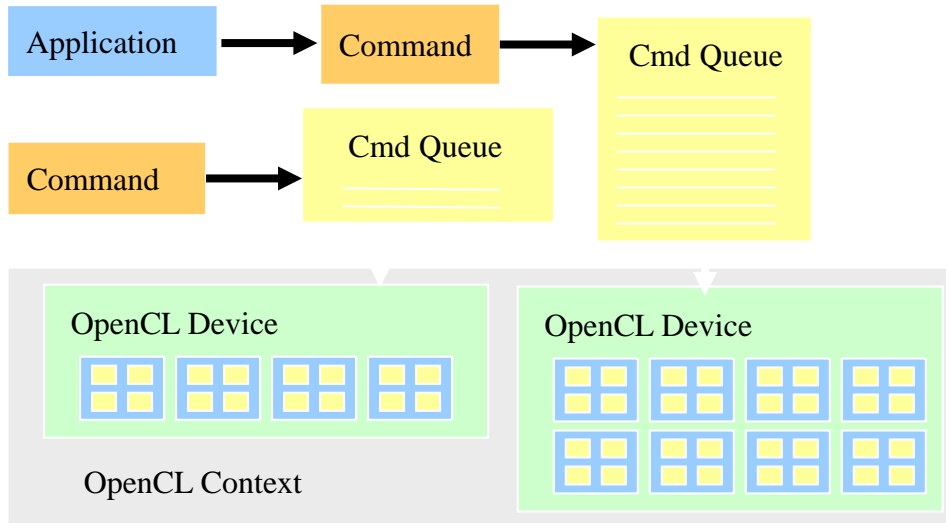 Application
Command
Cmd Queue
Command
Cmd Queue
OpenCL Device
OpenCL Device
OpenCL Context